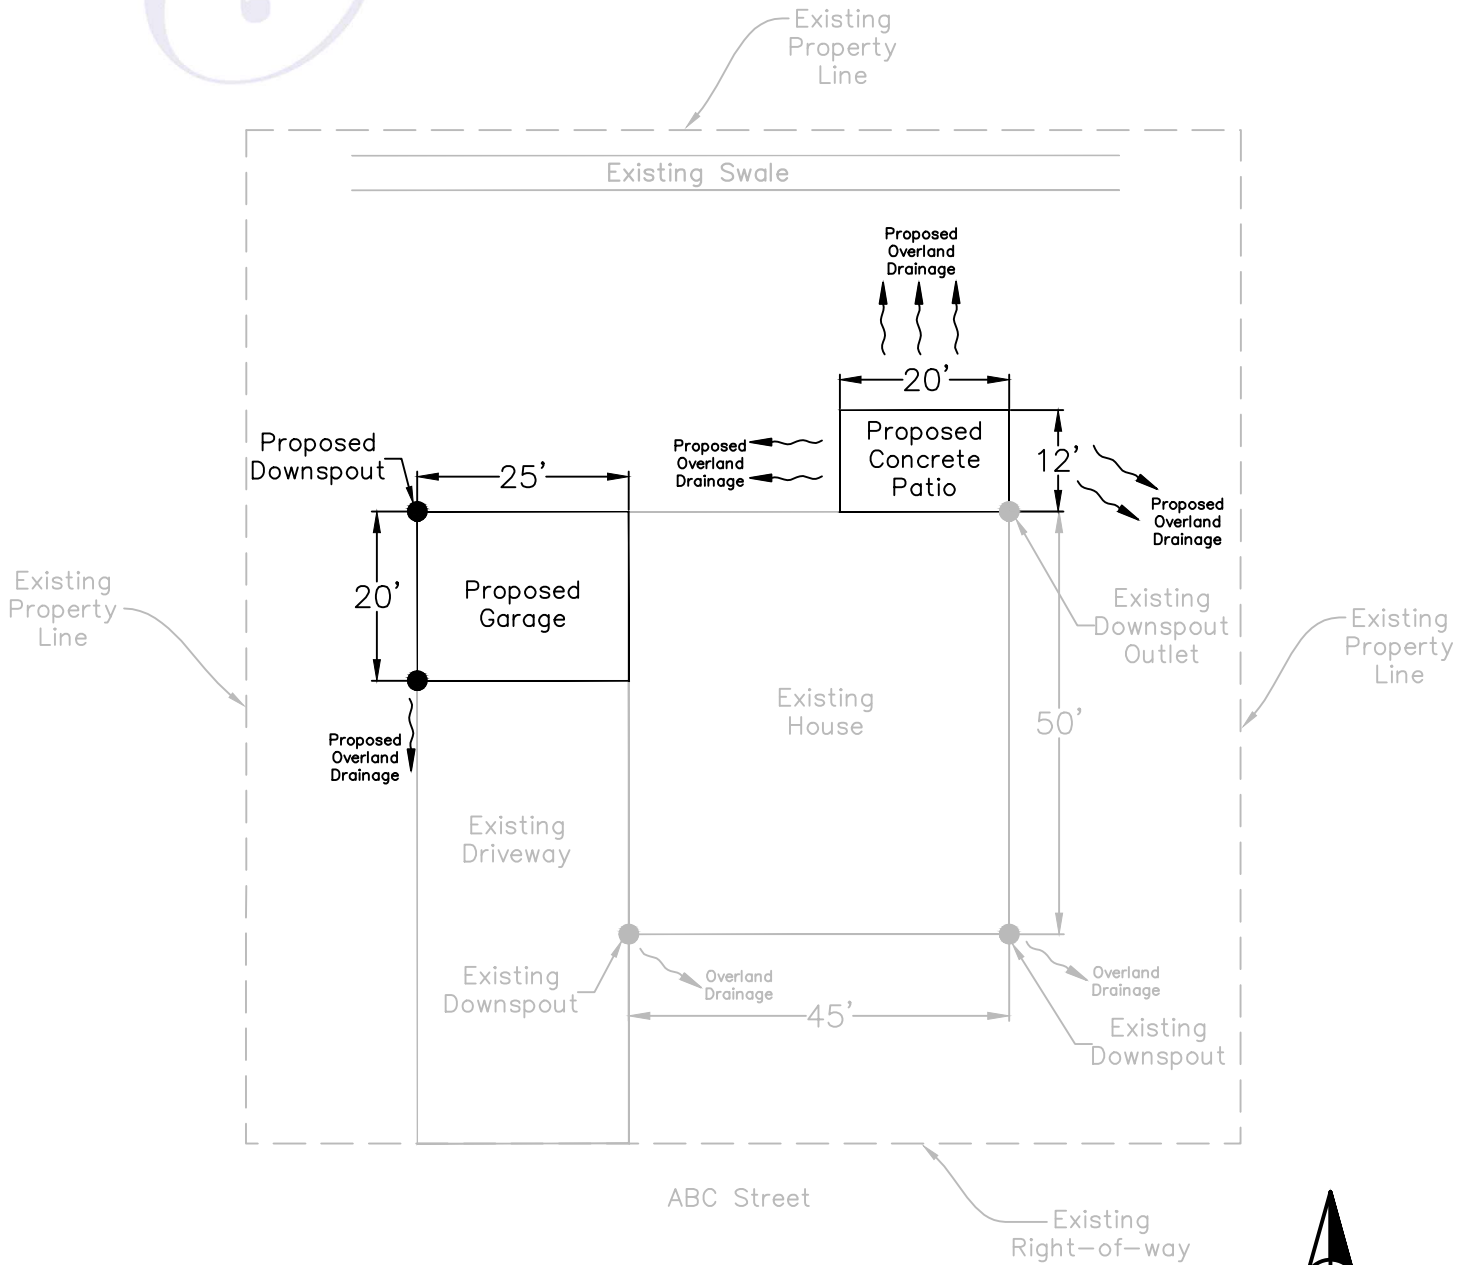 Existing
Property
Line
Existing Swale
Proposed
Overland
Drainage
20'
Proposed
Concrete
Patio
12'
Proposed
Overland
Drainage
Proposed
Overland
Drainage
Proposed
Downspout
25'
20'
Proposed
Garage
Existing
Property
Line
Existing
Downspout
Outlet
Existing
Property
Line
Existing
House
50'
Proposed
Overland
Drainage
Existing
Driveway
Existing
Downspout
Overland
Drainage
Overland
Drainage
45'
Existing
Downspout
ABC Street
Existing
Right-of-way